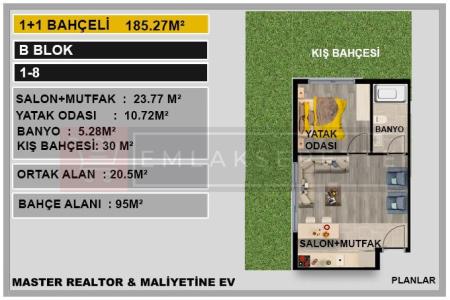 1+1 BAHÇELİ 185.27M²
B BLOK
1-8
SALON+MUTFAK : 23.77 M²
YATAK ODASI : 10.72M²
BANYO : 5.28M²
KIŞ BAHÇESİ: 30 M²
ORTAK ALAN : 20.5M²
BAHÇE ALANI : 95M²
MASTER REALTOR & MALİYETİNE EV
KIŞ BAHÇESİ
YATAK
ODASI
BANYO
SALON+MUTFAK
PLANLAR